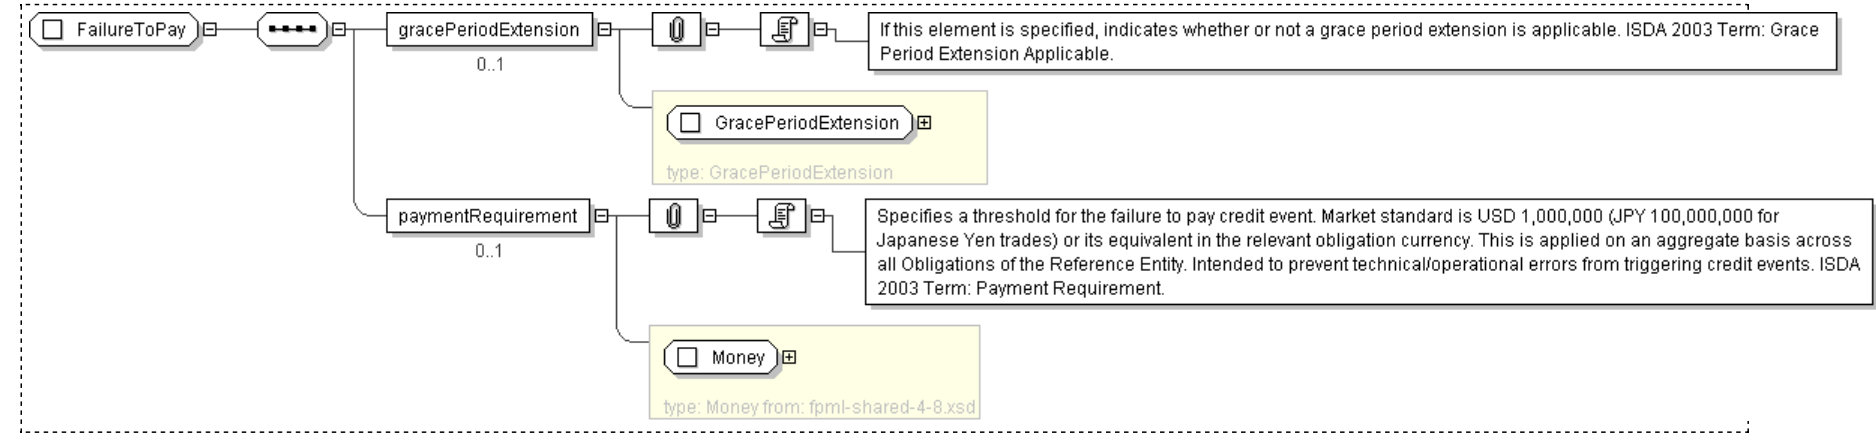 FailureToPay
gracePeriodExtension
0..1
If this element is specified, indicates whether or not a grace period extension is applicable. ISDA 2003 Term: Grace
Period Extension Applicable.
GracePeriodExtension
type: GracePeriodExtension
paymentRequirement
0..1
Specifies a threshold for the failure to pay credit event. Market standard is USD 1,000,000 (JPY 100,000,000 for
Japanese Yen trades) or its equivalent in the relevant obligation currency. This is applied on an aggregate basis across
all Obligations of the Reference Entity. Intended to prevent technical/operational errors from triggering credit events. ISDA
2003 Term: Payment Requirement.
Money
type: Money from: fpml-shared-4-8.xsd